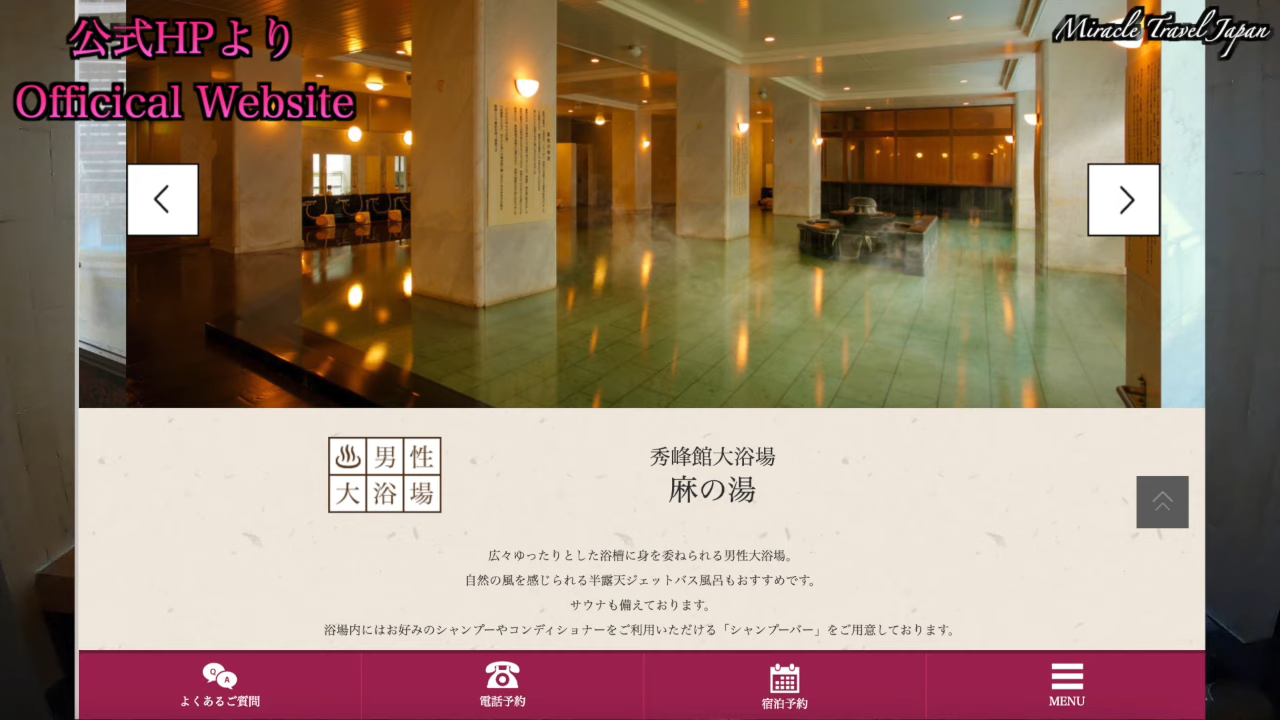 公式HPより
Officical Website
Miracle Travel Japan
男性
大浴場
秀峰館大浴場
麻の湯
広々ゆったりとした浴槽に身を委ねられる男性大浴場。
自然の風を感じられる半露天ジェットバス風呂もおすすめです。
サウナも備えております。
浴場内にはお好みのシャンプーやコンディショナーをご利用いただける「シャンプーバー」をご用意しております。
Q A
よくあるご質問
電話予約
宿泊予約
MENU